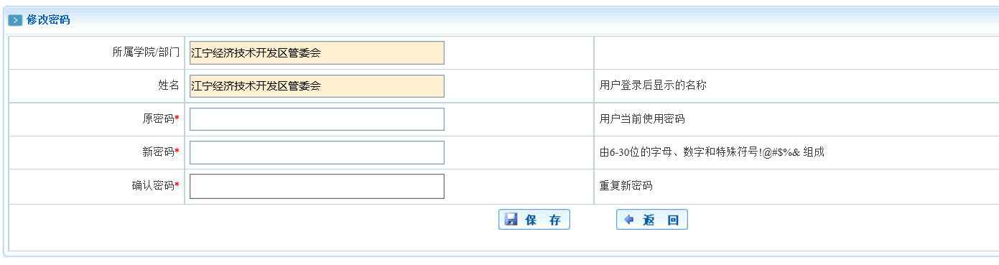 修改密码
所属学院/部门 江宁经济技术开发区管委会
姓名 江宁经济技术开发区管委会 用户登录后显示的名称
原密码* 用户当前使用密码
新密码* 由6-30位的字母、数字和特殊符号!@#$%& 组成
确认密码* 重复新密码
保 存 返 回